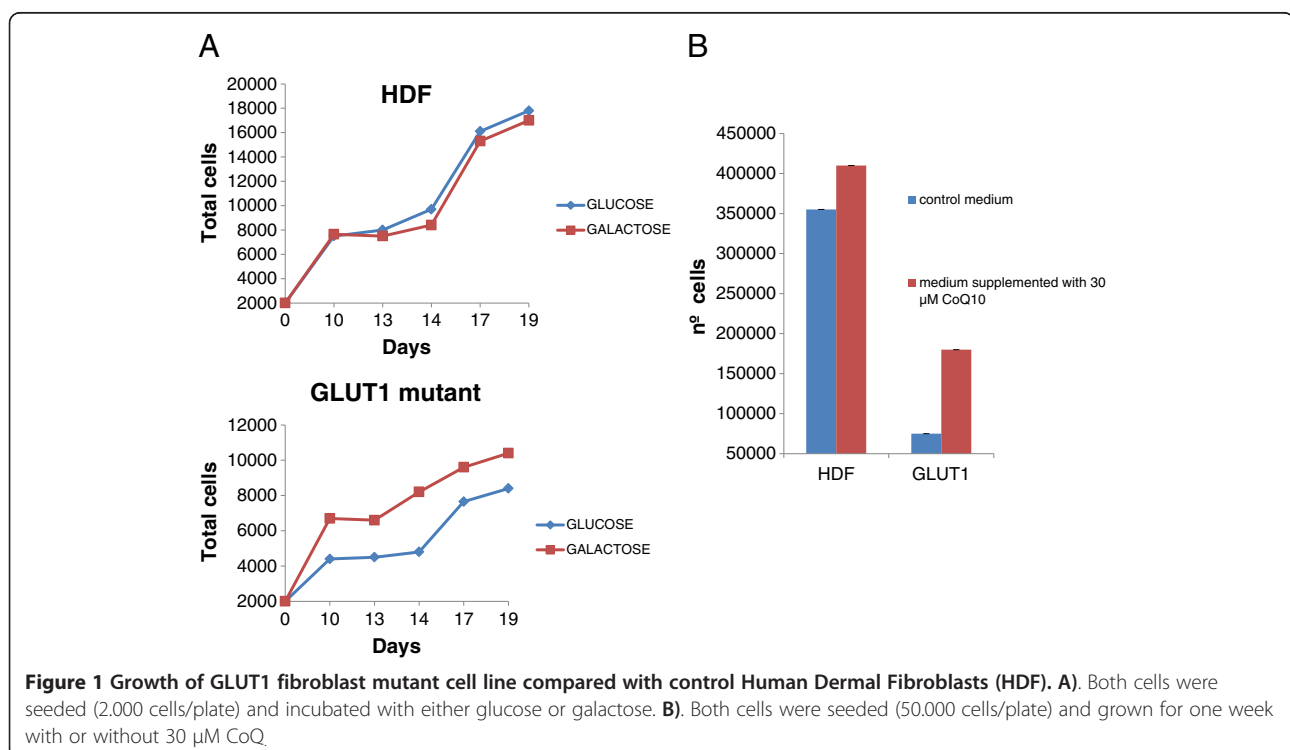 A
HDF
Total cells
20000
18000
16000
14000
12000
10000
8000
6000
4000
2000
0 10 13 14 17 19
Days
GLUCOSE
GALACTOSE
GLUT1 mutant
Total cells
12000
10000
8000
6000
4000
2000
0 10 13 14 17 19
Days
GLUCOSE
GALACTOSE
B
nº cells
450000
400000
350000
300000
250000
200000
150000
100000
50000
HDF GLUT1
control medium
medium supplemented with 30
µM CoQ10
Figure 1 Growth of GLUT1 fibroblast mutant cell line compared with control Human Dermal Fibroblasts (HDF). A). Both cells were
seeded (2.000 cells/plate) and incubated with either glucose or galactose. B). Both cells were seeded (50.000 cells/plate) and grown for one week
with or without 30 µM CoQ.